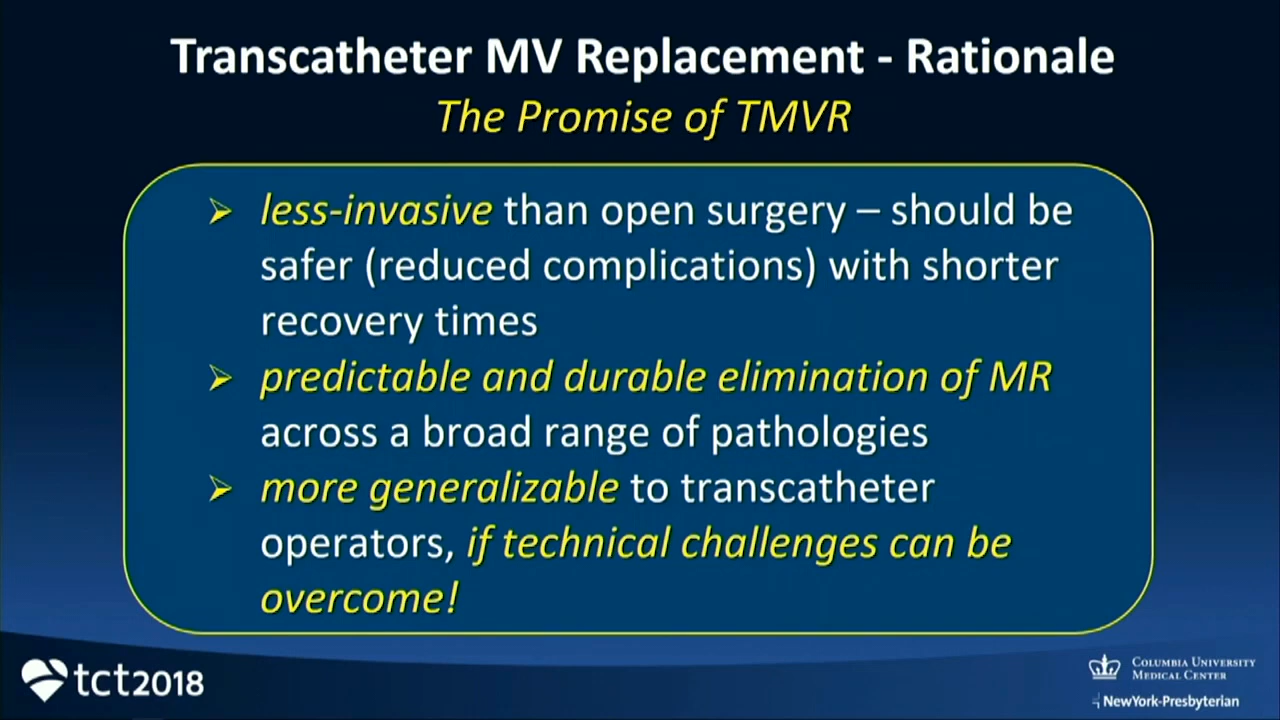 Transcatheter MV Replacement - Rationale
The Promise of TMVR
➢ less-invasive than open surgery – should be
safer (reduced complications) with shorter
recovery times
➢ predictable and durable elimination of MR
across a broad range of pathologies
➢ more generalizable to transcatheter
operators, if technical challenges can be
overcome!
tct2018
COLUMBIA UNIVERSITY
MEDICAL CENTER
NewYork-Presbyterian